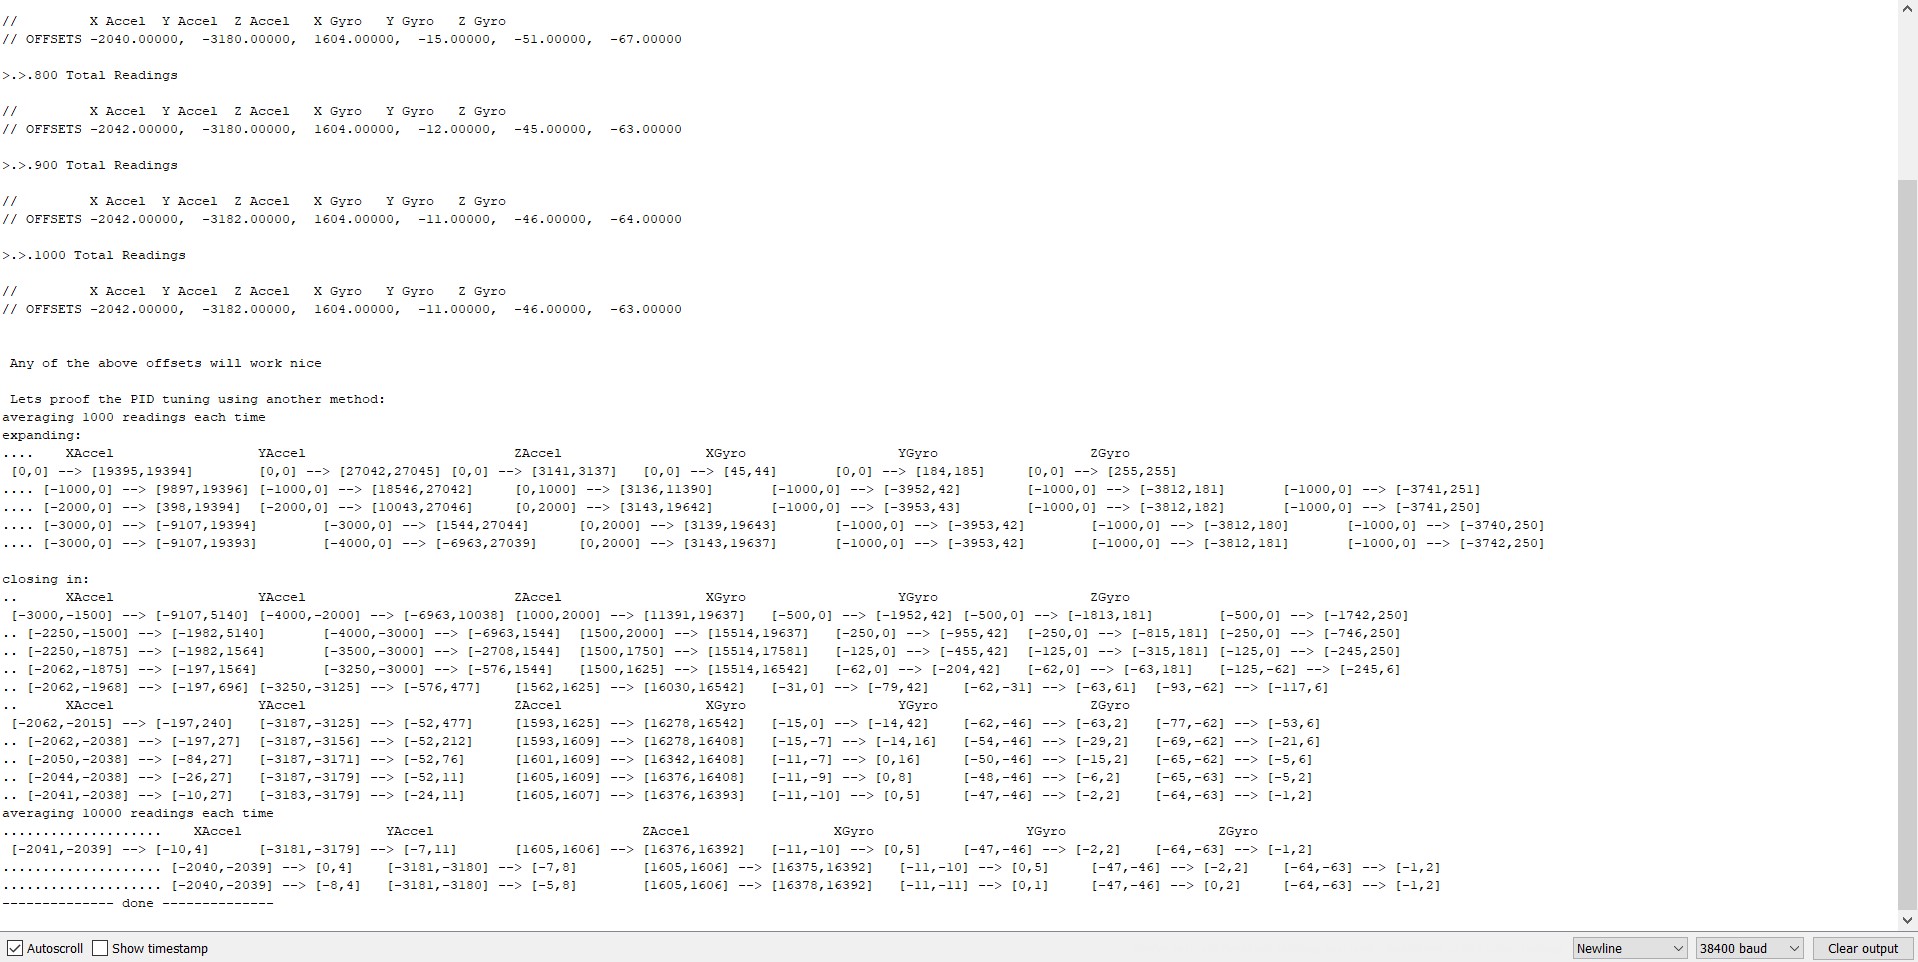 //         X Accel  Y Accel  Z Accel   X Gyro   Y Gyro   Z Gyro
// OFFSETS -2040.00000,  -3180.00000,  1604.00000,  -15.00000,  -51.00000,  -67.00000
>.>.800 Total Readings
//         X Accel  Y Accel  Z Accel   X Gyro   Y Gyro   Z Gyro
// OFFSETS -2042.00000,  -3180.00000,  1604.00000,  -12.00000,  -45.00000,  -63.00000
>.>.900 Total Readings
//         X Accel  Y Accel  Z Accel   X Gyro   Y Gyro   Z Gyro
// OFFSETS -2042.00000,  -3182.00000,  1604.00000,  -11.00000,  -46.00000,  -64.00000
>.>.1000 Total Readings
//         X Accel  Y Accel  Z Accel   X Gyro   Y Gyro   Z Gyro
// OFFSETS -2042.00000,  -3182.00000,  1604.00000,  -11.00000,  -46.00000,  -63.00000
Any of the above offsets will work nice
Lets proof the PID tuning using another method:
averaging 1000 readings each time
expanding:
.... XAccel YAccel ZAccel XGyro YGyro ZGyro
[0,0] --> [19395,19394] [0,0] --> [27042,27045] [0,0] --> [3141,3137] [0,0] --> [45,44] [0,0] --> [184,185] [0,0] --> [255,255]
.... [-1000,0] --> [9897,19396] [-1000,0] --> [18546,27042] [0,1000] --> [3136,11390] [-1000,0] --> [-3952,42] [-1000,0] --> [-3812,181] [-1000,0] --> [-3741,251]
.... [-2000,0] --> [398,19394] [-2000,0] --> [10043,27046] [0,2000] --> [3143,19642] [-1000,0] --> [-3953,43] [-1000,0] --> [-3812,182] [-1000,0] --> [-3741,250]
.... [-3000,0] --> [-9107,19394] [-3000,0] --> [1544,27044] [0,2000] --> [3139,19643] [-1000,0] --> [-3953,42] [-1000,0] --> [-3812,180] [-1000,0] --> [-3740,250]
.... [-3000,0] --> [-9107,19393] [-4000,0] --> [-6963,27039] [0,2000] --> [3143,19637] [-1000,0] --> [-3953,42] [-1000,0] --> [-3812,181] [-1000,0] --> [-3742,250]
closing in:
.. XAccel YAccel ZAccel XGyro YGyro ZGyro
[-3000,-1500] --> [-9107,5140] [-4000,-2000] --> [-6963,10038] [1000,2000] --> [11391,19637] [-500,0] --> [-1952,42] [-500,0] --> [-1813,181] [-500,0] --> [-1742,250]
.. [-2250,-1500] --> [-1982,5140] [-4000,-3000] --> [-6963,1544] [1500,2000] --> [15514,19637] [-250,0] --> [-955,42] [-250,0] --> [-815,181] [-250,0] --> [-746,250]
.. [-2250,-1875] --> [-1982,1564] [-3500,-3000] --> [-2708,1544] [1500,1750] --> [15514,17581] [-125,0] --> [-455,42] [-125,0] --> [-315,181] [-125,0] --> [-245,250]
.. [-2062,-1875] --> [-197,1564] [-3250,-3000] --> [-576,1544] [1500,1625] --> [15514,16542] [-62,0] --> [-204,42] [-62,0] --> [-63,181] [-125,-62] --> [-245,6]
.. [-2062,-1968] --> [-197,696] [-3250,-3125] --> [-576,477] [1562,1625] --> [16030,16542] [-31,0] --> [-79,42] [-62,-31] --> [-63,61] [-93,-62] --> [-117,6]
.. XAccel YAccel ZAccel XGyro YGyro ZGyro
[-2062,-2015] --> [-197,240] [-3187,-3125] --> [-52,477] [1593,1625] --> [16278,16542] [-15,0] --> [-14,42] [-62,-46] --> [-63,2] [-77,-62] --> [-53,6]
.. [-2062,-2038] --> [-197,27] [-3187,-3156] --> [-52,212] [1593,1609] --> [16278,16408] [-15,-7] --> [-14,16] [-54,-46] --> [-29,2] [-69,-62] --> [-21,6]
.. [-2050,-2038] --> [-84,27] [-3187,-3171] --> [-52,76] [1601,1609] --> [16342,16408] [-11,-7] --> [0,16] [-50,-46] --> [-15,2] [-65,-62] --> [-5,6]
.. [-2044,-2038] --> [-26,27] [-3187,-3179] --> [-52,11] [1605,1609] --> [16376,16408] [-11,-9] --> [0,8] [-48,-46] --> [-6,2] [-65,-63] --> [-5,2]
.. [-2041,-2038] --> [-10,27] [-3183,-3179] --> [-24,11] [1605,1607] --> [16376,16393] [-11,-10] --> [0,5] [-47,-46] --> [-2,2] [-64,-63] --> [-1,2]
averaging 10000 readings each time
.................... XAccel YAccel ZAccel XGyro YGyro ZGyro
[-2041,-2039] --> [-10,4] [-3181,-3179] --> [-7,11] [1605,1606] --> [16376,16392] [-11,-10] --> [0,5] [-47,-46] --> [-2,2] [-64,-63] --> [-1,2]
.................... [-2040,-2039] --> [0,4] [-3181,-3180] --> [-7,8] [1605,1606] --> [16375,16392] [-11,-10] --> [0,5] [-47,-46] --> [-2,2] [-64,-63] --> [-1,2]
.................... [-2040,-2039] --> [-8,4] [-3181,-3180] --> [-5,8] [1605,1606] --> [16378,16392] [-11,-11] --> [0,1] [-47,-46] --> [0,2] [-64,-63] --> [-1,2]
-------------- done --------------
Autoscroll Show timestamp Newline 38400 baud Clear output